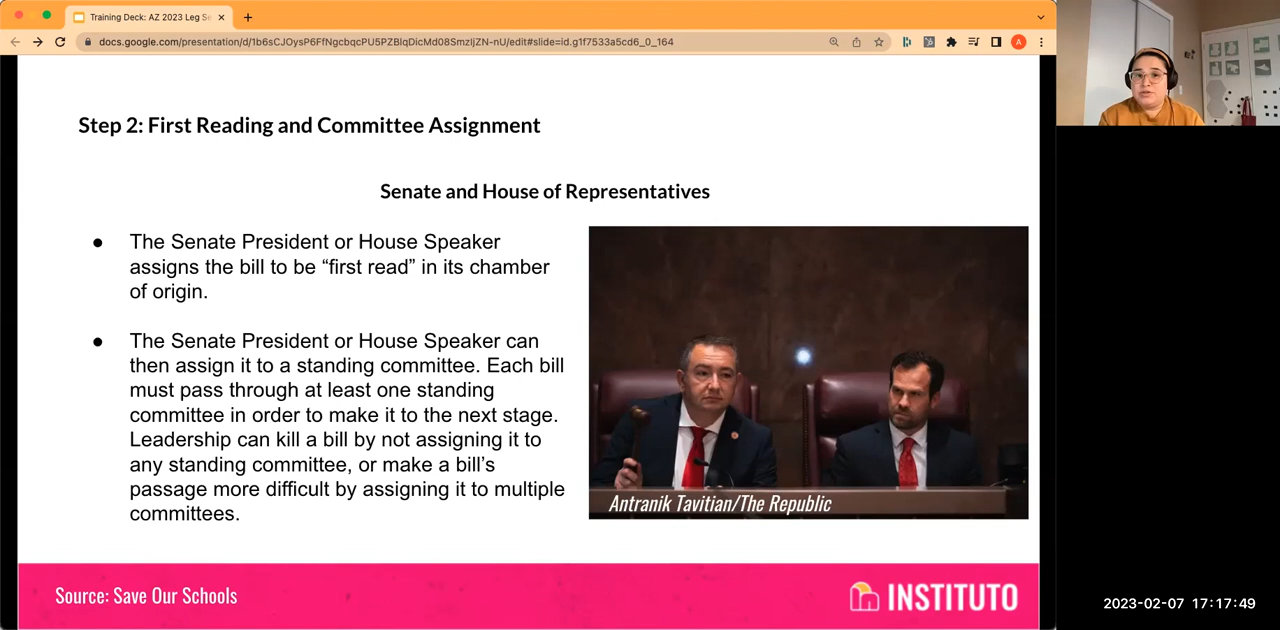 Training Deck: AZ 2023 Leg Se
docs.google.com/presentation/d/1b6sCJOysP6FfNgcbqcPU5PZBlqDicMd08SmzIjZN-nU/edit#slide=id.g1f7533a5cd6_0_164
A
Step 2: First Reading and Committee Assignment
Senate and House of Representatives
● The Senate President or House Speaker
assigns the bill to be “first read” in its chamber
of origin.
● The Senate President or House Speaker can
then assign it to a standing committee. Each bill
must pass through at least one standing
committee in order to make it to the next stage.
Leadership can kill a bill by not assigning it to
any standing committee, or make a bill’s
passage more difficult by assigning it to multiple
committees.
Antranik Tavitian/The Republic
Source: Save Our Schools
INSTITUTO
2023-02-07 17:17:49